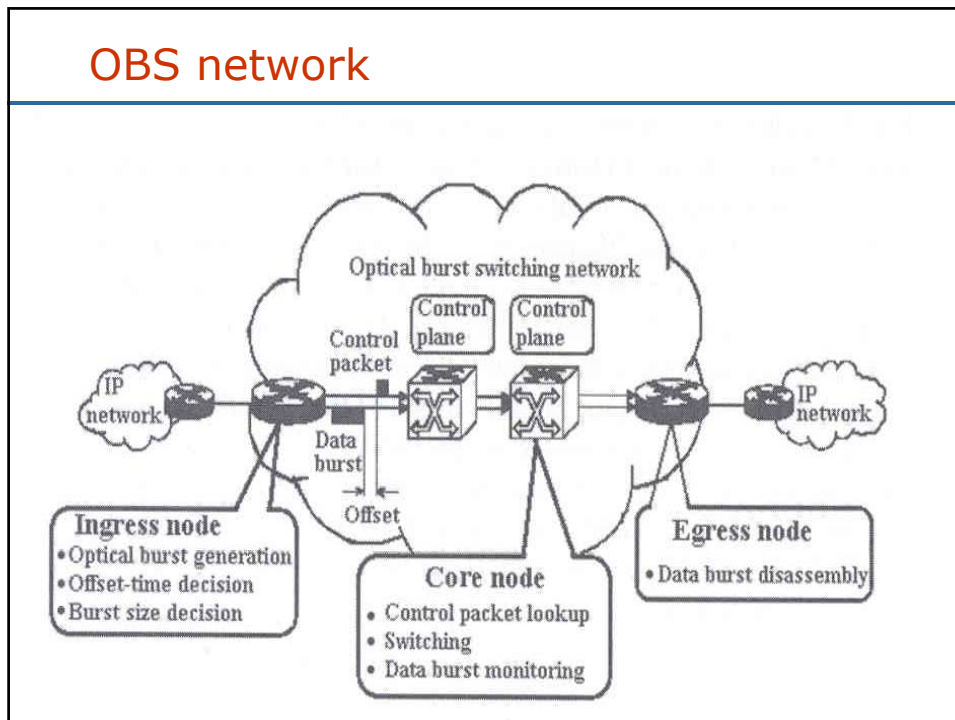 OBS network
Optical burst switching network
Control
plane
Control
plane
Control
packet
IP
network
IP
network
Data
burst
Offset
Ingress node
• Optical burst generation
• Offset-time decision
• Burst size decision
Core node
• Control packet lookup
• Switching
• Data burst monitoring
Egress node
• Data burst disassembly